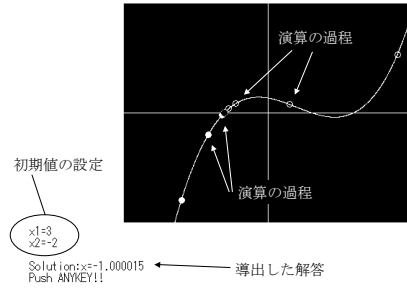 演算の過程
演算の過程
初期値の設定
x1=3
x2=-2
Solution:x=-1.000015
Push ANYKEY!!
導出した解答